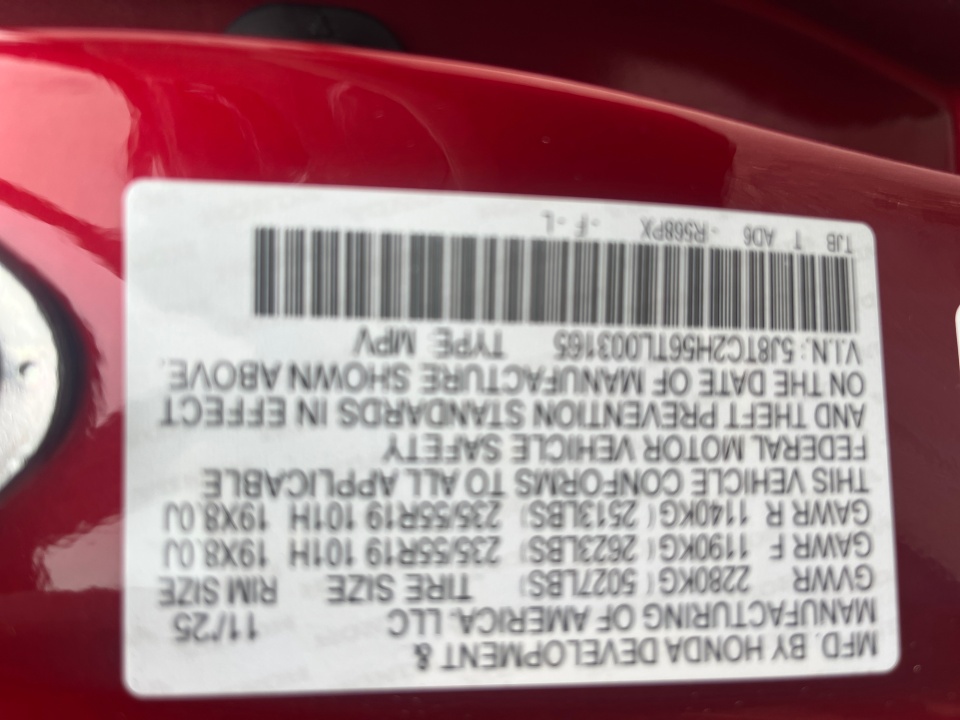 MFD. BY HONDA DEVELOPMENT &
MANUFACTURING OF AMERICA, LLC 11/25
GVWR 2280KG ( 5027LBS) TIRE SIZE RIM SIZE
GAWR F 1190KG ( 2623LBS) 235/55R19 101H 19X8.0J
GAWR R 1140KG ( 2513LBS) 235/55R19 101H 19X8.0J
THIS VEHICLE CONFORMS TO ALL APPLICABLE
FEDERAL MOTOR VEHICLE SAFETY
AND THEFT PREVENTION STANDARDS IN EFFECT
ON THE DATE OF MANUFACTURE SHOWN ABOVE.
V.I.N.: 5J8TC2H56TL003165 TYPE: MPV
TJB T AD6 - R568PX -F - L